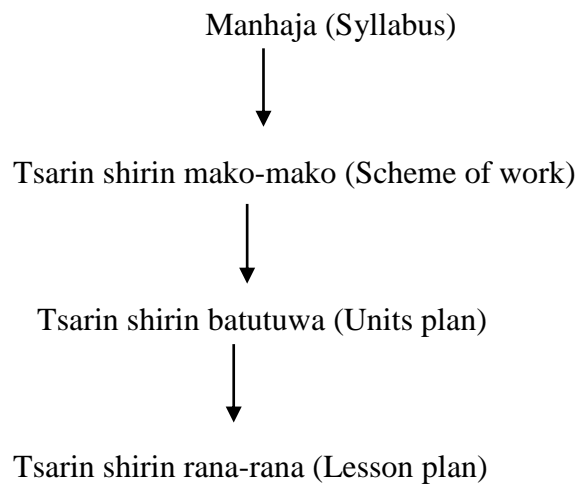 Manhaja (Syllabus)
Tsarin shirin mako-mako (Scheme of work)
Tsarin shirin batutuwa (Units plan)
Tsarin shirin rana-rana (Lesson plan)